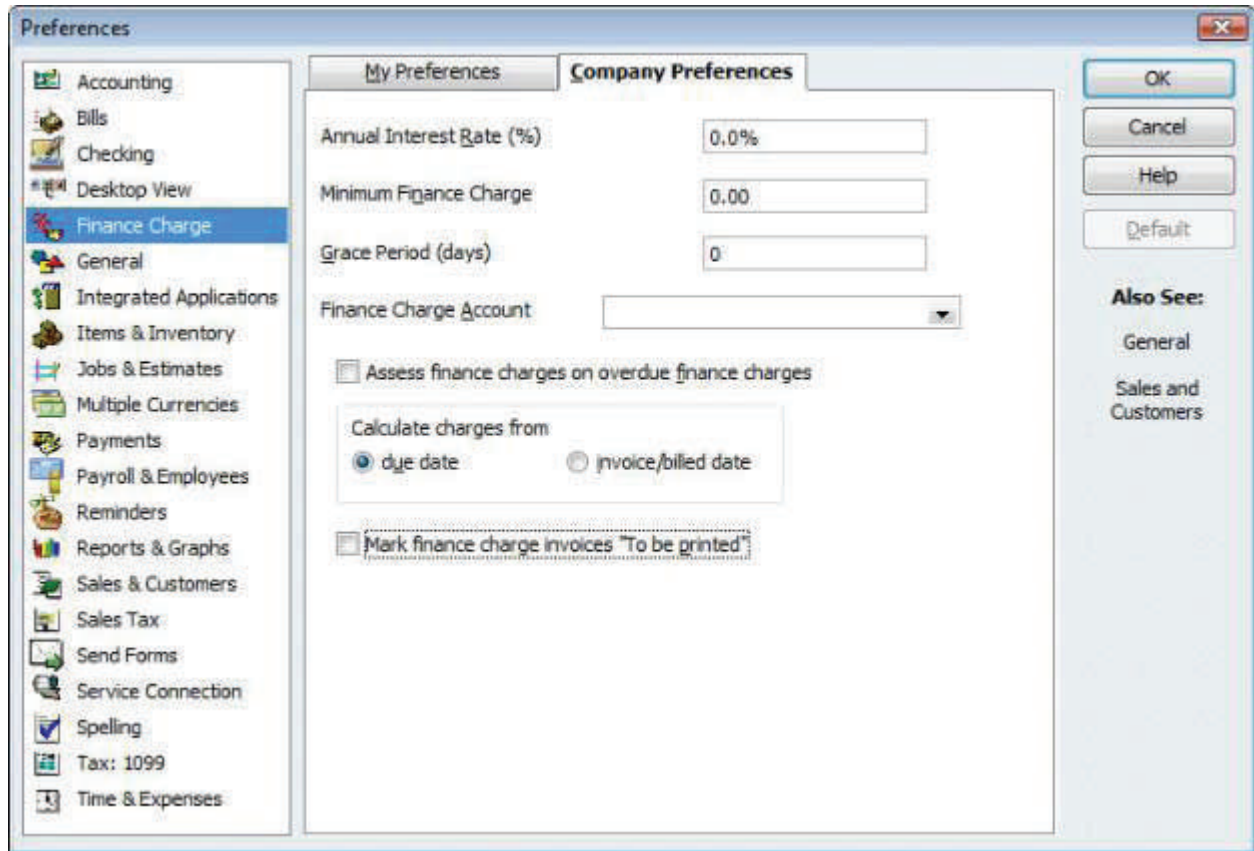 Preferences
Accounting
Bills
Checking
Desktop View
Finance Charge
General
Integrated Applications
Items & Inventory
Jobs & Estimates
Multiple Currencies
Payments
Payroll & Employees
Reminders
Reports & Graphs
Sales & Customers
Sales Tax
Send Forms
Service Connection
Spelling
Tax: 1099
Time & Expenses
My Preferences
Company Preferences
Annual Interest Rate (%)
0.0%
Minimum Finance Charge
0.00
Grace Period (days)
0
Finance Charge Account
Assess finance charges on overdue finance charges
Calculate charges from
due date
invoice/billed date
Mark finance charge invoices "To be printed"
OK
Cancel
Help
Default
Also See:
General
Sales and
Customers